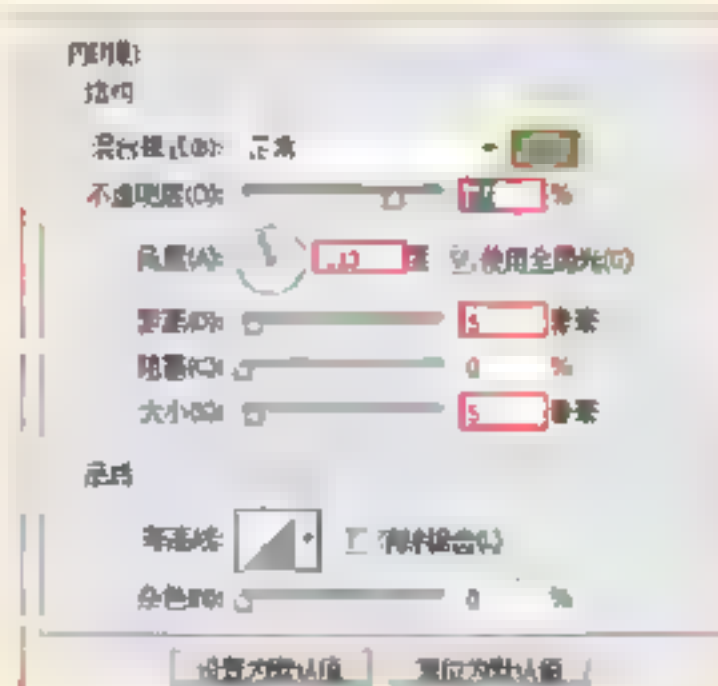 内阴影
结构
混合模式(B): 正常
不透明度(O): %
角度(A): 度 使用全局光(G)
距离(D): 5 像素
阻塞(C): 0 %
大小(S): 5 像素
品质
等高线: 消除锯齿(L)
杂色(N): 0 %
设置为默认值 复位为默认值